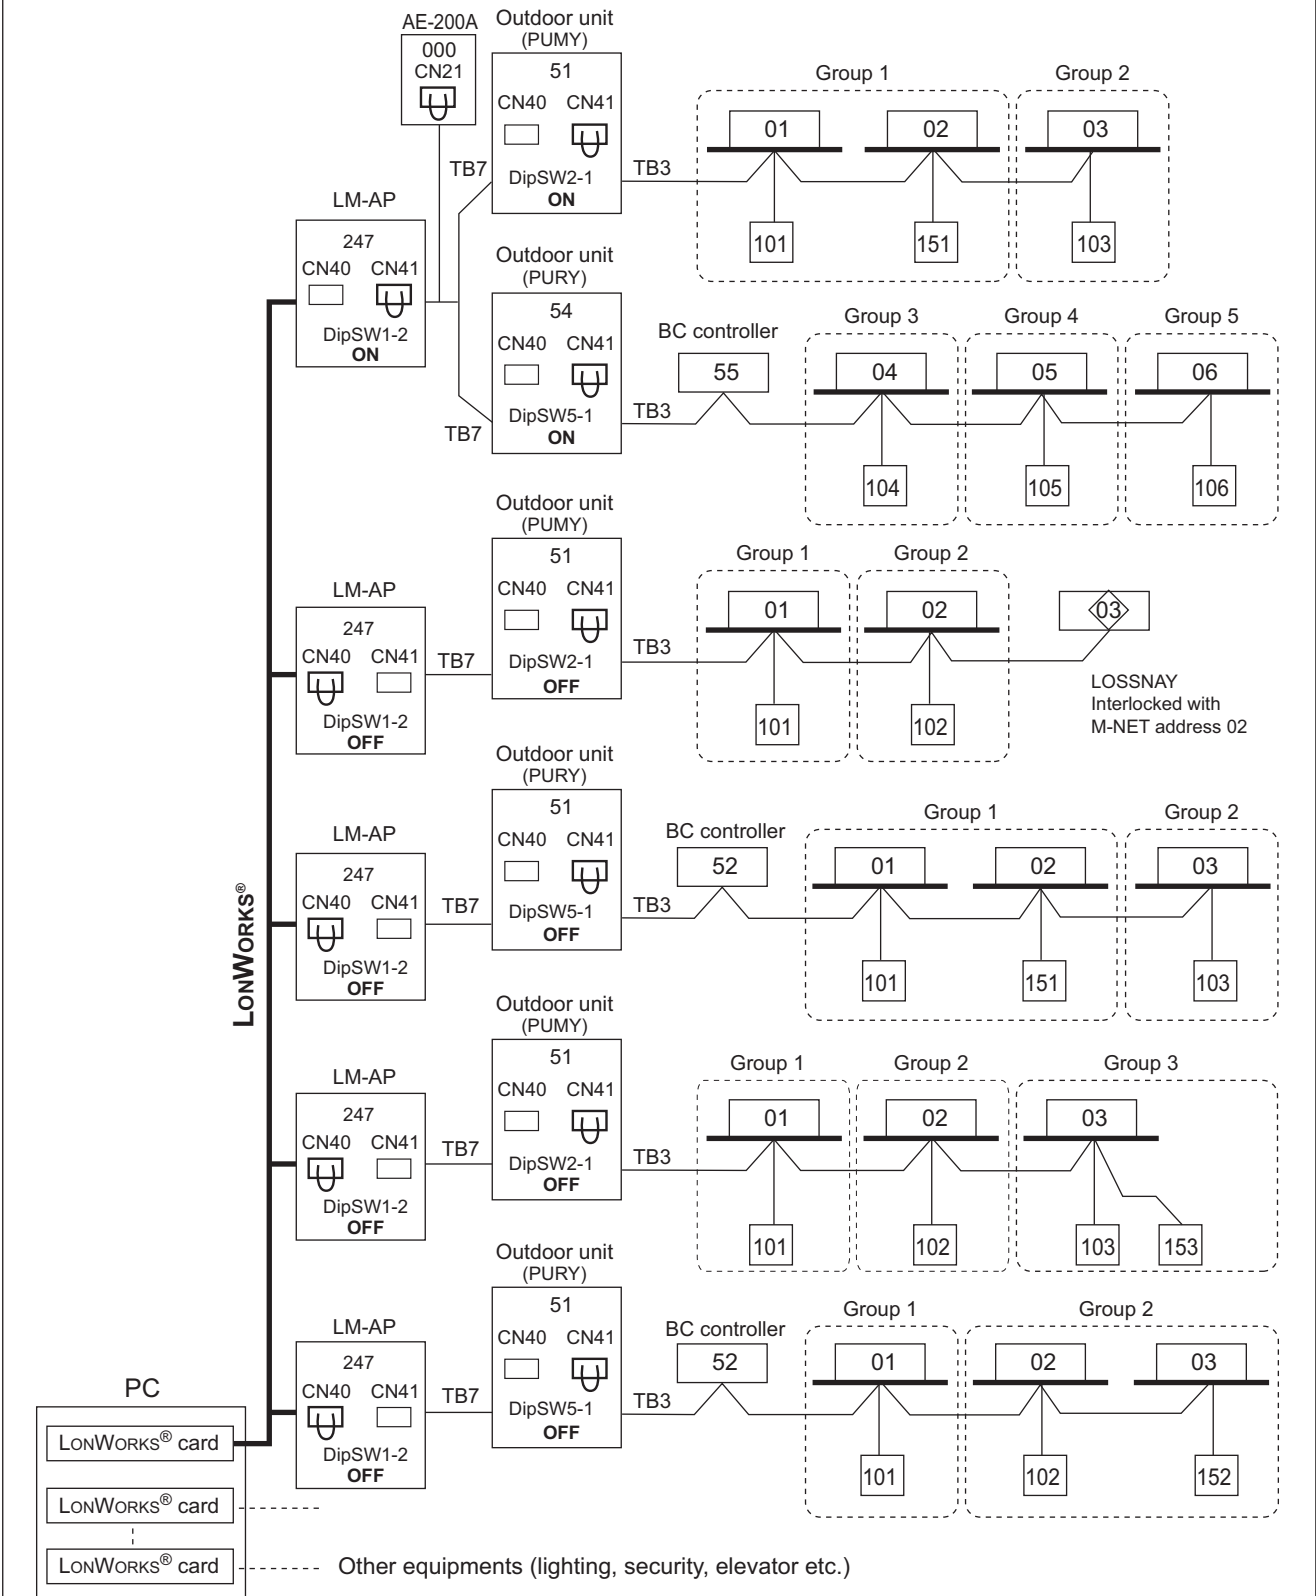 AE-200A
000
CN21
Outdoor unit
(PUMY)
51
CN40 CN41
DipSW2-1
ON
TB7
TB3
Group 1
Group 2
01
02
03
101
151
103
LM-AP
247
CN40 CN41
DipSW1-2
ON
Outdoor unit
(PURY)
54
CN40 CN41
DipSW5-1
ON
TB7
TB3
BC controller
55
Group 3
Group 4
Group 5
04
05
06
104
105
106
LM-AP
247
CN40 CN41
DipSW1-2
OFF
TB7
Outdoor unit
(PUMY)
51
CN40 CN41
DipSW2-1
OFF
TB3
Group 1
Group 2
01
02
03
101
102
LOSSNAY
Interlocked with
M-NET address 02
LM-AP
247
CN40 CN41
DipSW1-2
OFF
TB7
Outdoor unit
(PURY)
51
CN40 CN41
DipSW5-1
OFF
TB3
BC controller
52
Group 1
Group 2
01
02
03
101
151
103
LONWORKS®
LM-AP
247
CN40 CN41
DipSW1-2
OFF
TB7
Outdoor unit
(PUMY)
51
CN40 CN41
DipSW2-1
OFF
TB3
Group 1
Group 2
Group 3
01
02
03
101
102
103
153
LM-AP
247
CN40 CN41
DipSW1-2
OFF
TB7
Outdoor unit
(PURY)
51
CN40 CN41
DipSW5-1
OFF
TB3
BC controller
52
Group 1
Group 2
01
02
03
101
102
152
PC
LONWORKS® card
LONWORKS® card
LONWORKS® card
Other equipments (lighting, security, elevator etc.)